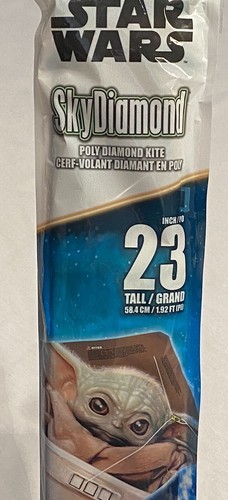 STAR
WARS
SkyDiamond
POLY DIAMOND KITE
CERF-VOLANT DIAMANT EN POLY
INCH/PO
23
TALL / GRAND
58.4 CM / 1.92 FT (PI)